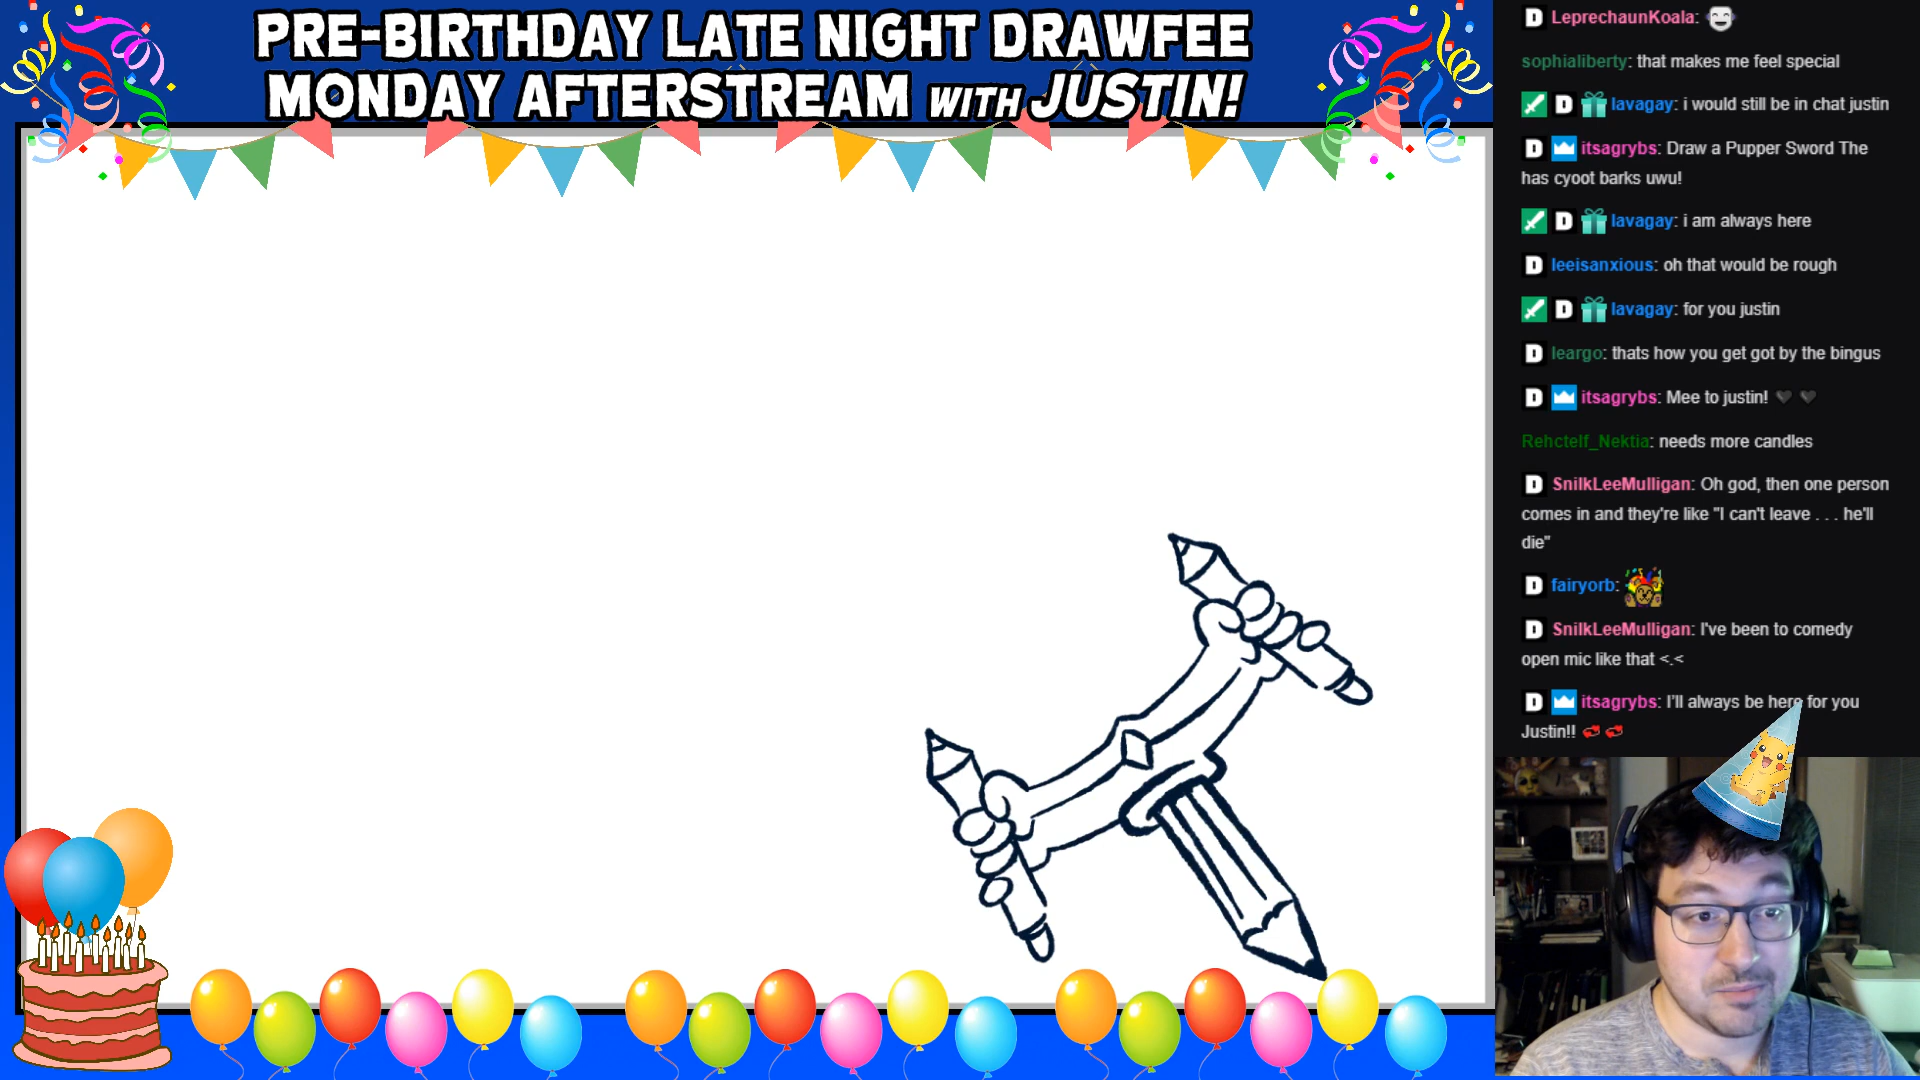 PRE-BIRTHDAY LATE NIGHT DRAWFEE
MONDAY AFTERSTREAM WITH JUSTIN!
D LeprechaunKoala:
sophialiberty: that makes me feel special
D lavagay: i would still be in chat justin
D itsagrybs: Draw a Pupper Sword The
has cyoot barks uwu!
D lavagay: i am always here
D leeisanxious: oh that would be rough
D lavagay: for you justin
D leargo: thats how you get got by the bingus
D itsagrybs: Mee to justin!
Rehctelf_Nektia: needs more candles
D SnilkLeeMulligan: Oh god, then one person
comes in and they're like "I can't leave . . . he'll
die"
D fairyorb:
D SnilkLeeMulligan: I've been to comedy
open mic like that <.<
D itsagrybs: I'll always be here for you
Justin!!